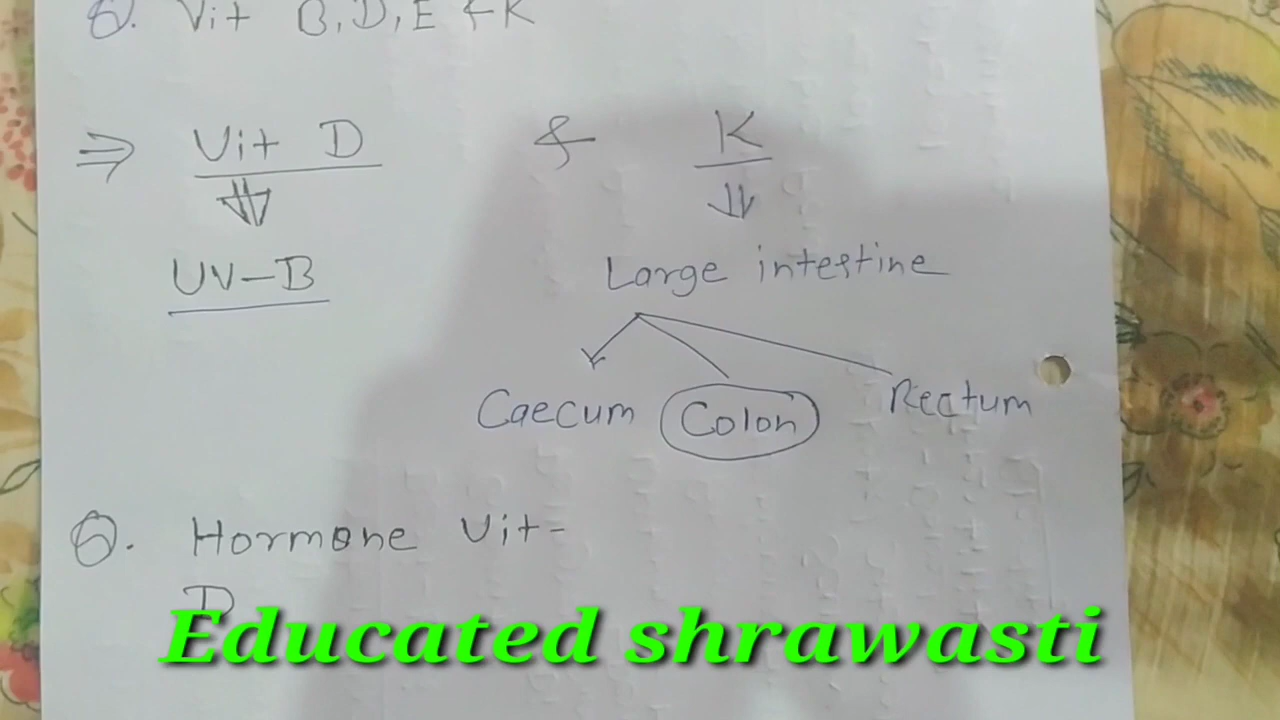 Q. Vit B, D, E & K
⇒ Vit D & K
UV-B
Large intestine
Caecum Colon Rectum
Q. Hormone Vit-
D
Educated shrawasti